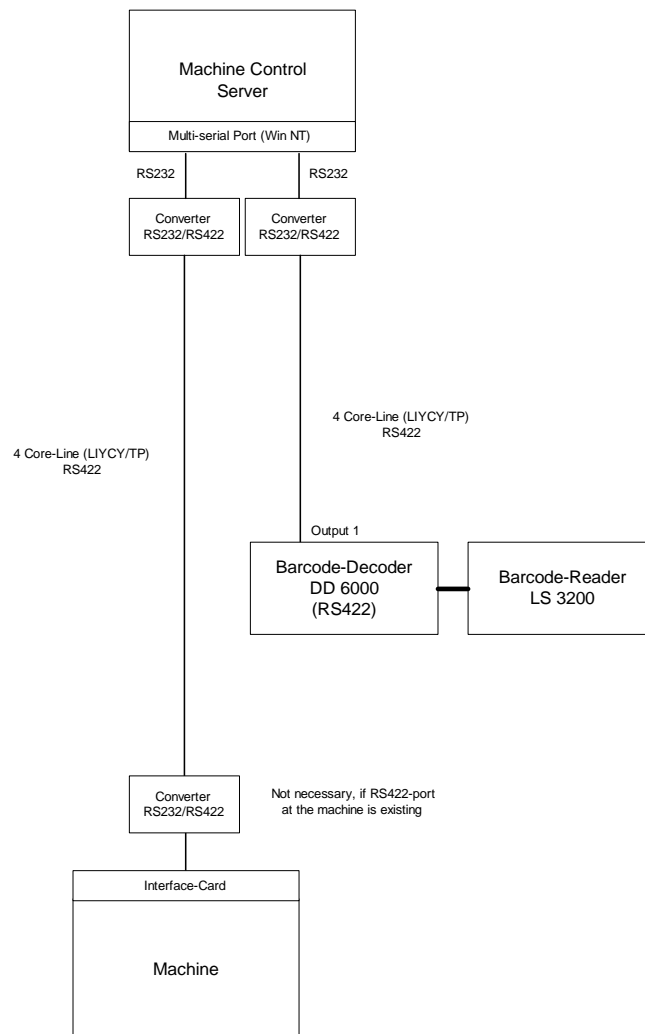 Machine Control
Server
Multi-serial Port (Win NT)
RS232
RS232
Converter
RS232/RS422
Converter
RS232/RS422
4 Core-Line (LIYCY/TP)
RS422
4 Core-Line (LIYCY/TP)
RS422
Output 1
Barcode-Decoder
DD 6000
(RS422)
Barcode-Reader
LS 3200
Converter
RS232/RS422
Not necessary, if RS422-port
at the machine is existing
Interface-Card
Machine